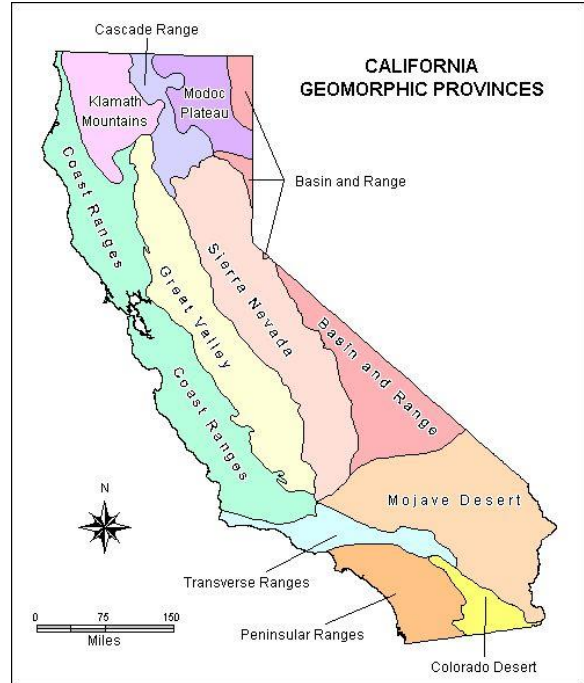 Cascade Range
CALIFORNIA
GEOMORPHIC PROVINCES
Klamath
Mountains
Modoc
Plateau
Coast Ranges
Basin and Range
Sierra Nevada
Great Valley
Basin and Range
Coast Ranges
Mojave Desert
N
Transverse Ranges
0 75 150
Miles
Peninsular Ranges
Colorado Desert